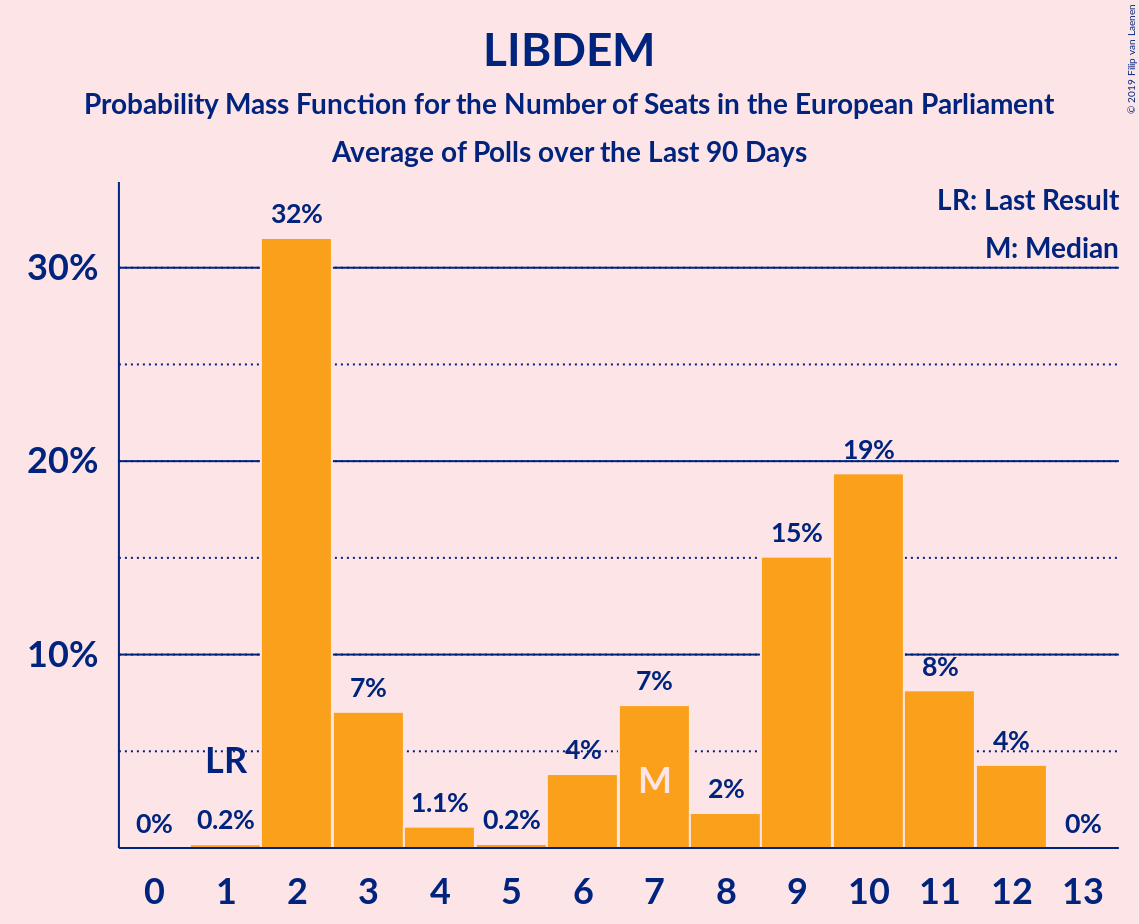 LIBDEM
Probability Mass Function for the Number of Seats in the European Parliament
Average of Polls over the Last 90 Days
© 2019 Filip van Laenen
LR: Last Result
M: Median
30%
20%
10%
0%
0.2%
LR
32%
7%
1.1%
0.2%
4%
7%
M
2%
15%
19%
8%
4%
0%
0 1 2 3 4 5 6 7 8 9 10 11 12 13